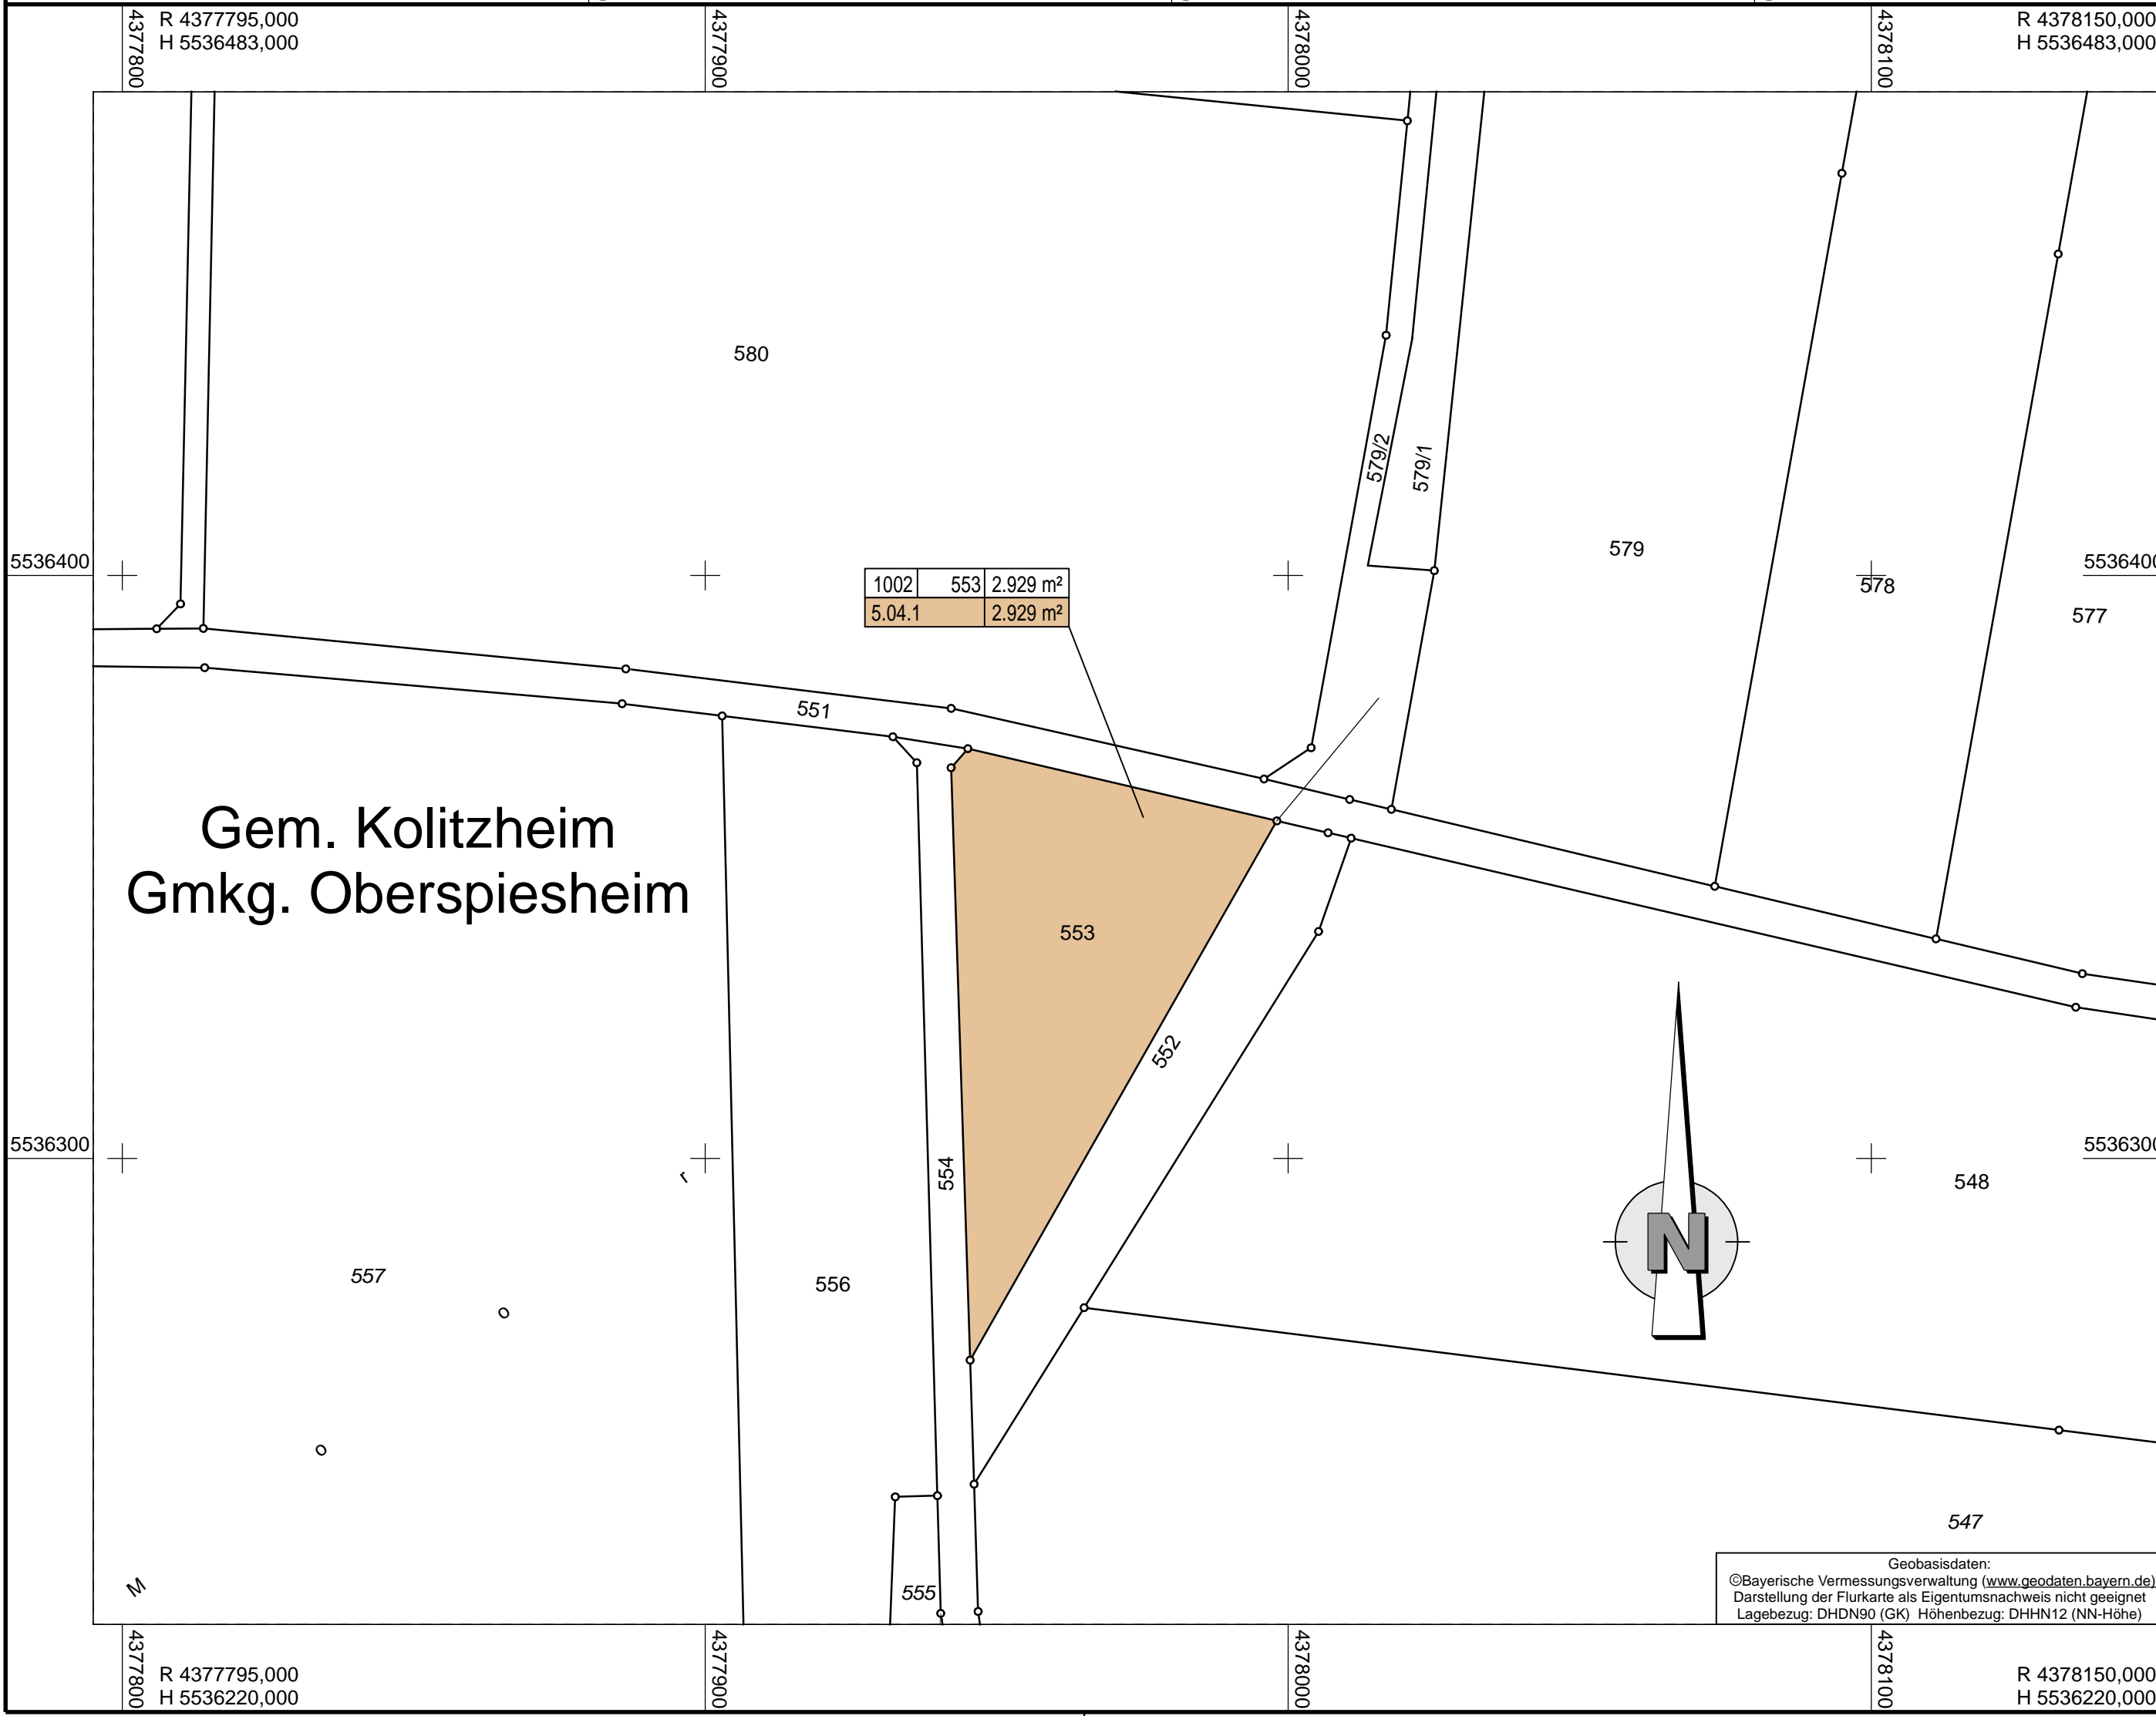 R 4377795,000
H 5536483,000
R 4378150,000
H 5536483,000
4377800
4377900
4378000
4378100
580
579/2
579/1
579
578
577
5536400
5536400
1002 553 2.929 m²
5.04.1 2.929 m²
551
Gem. Kolitzheim
Gmkg. Oberspiesheim
553
552
554
5536300
5536300
548
N
557
556
M o o r
547
555
Geobasisdaten:
©Bayerische Vermessungsverwaltung (www.geodaten.bayern.de)
Darstellung der Flurkarte als Eigentumsnachweis nicht geeignet
Lagebezug: DHDN90 (GK) Höhenbezug: DHHN12 (NN-Höhe)
4377800
4377900
4378000
4378100
R 4377795,000
H 5536220,000
R 4378150,000
H 5536220,000